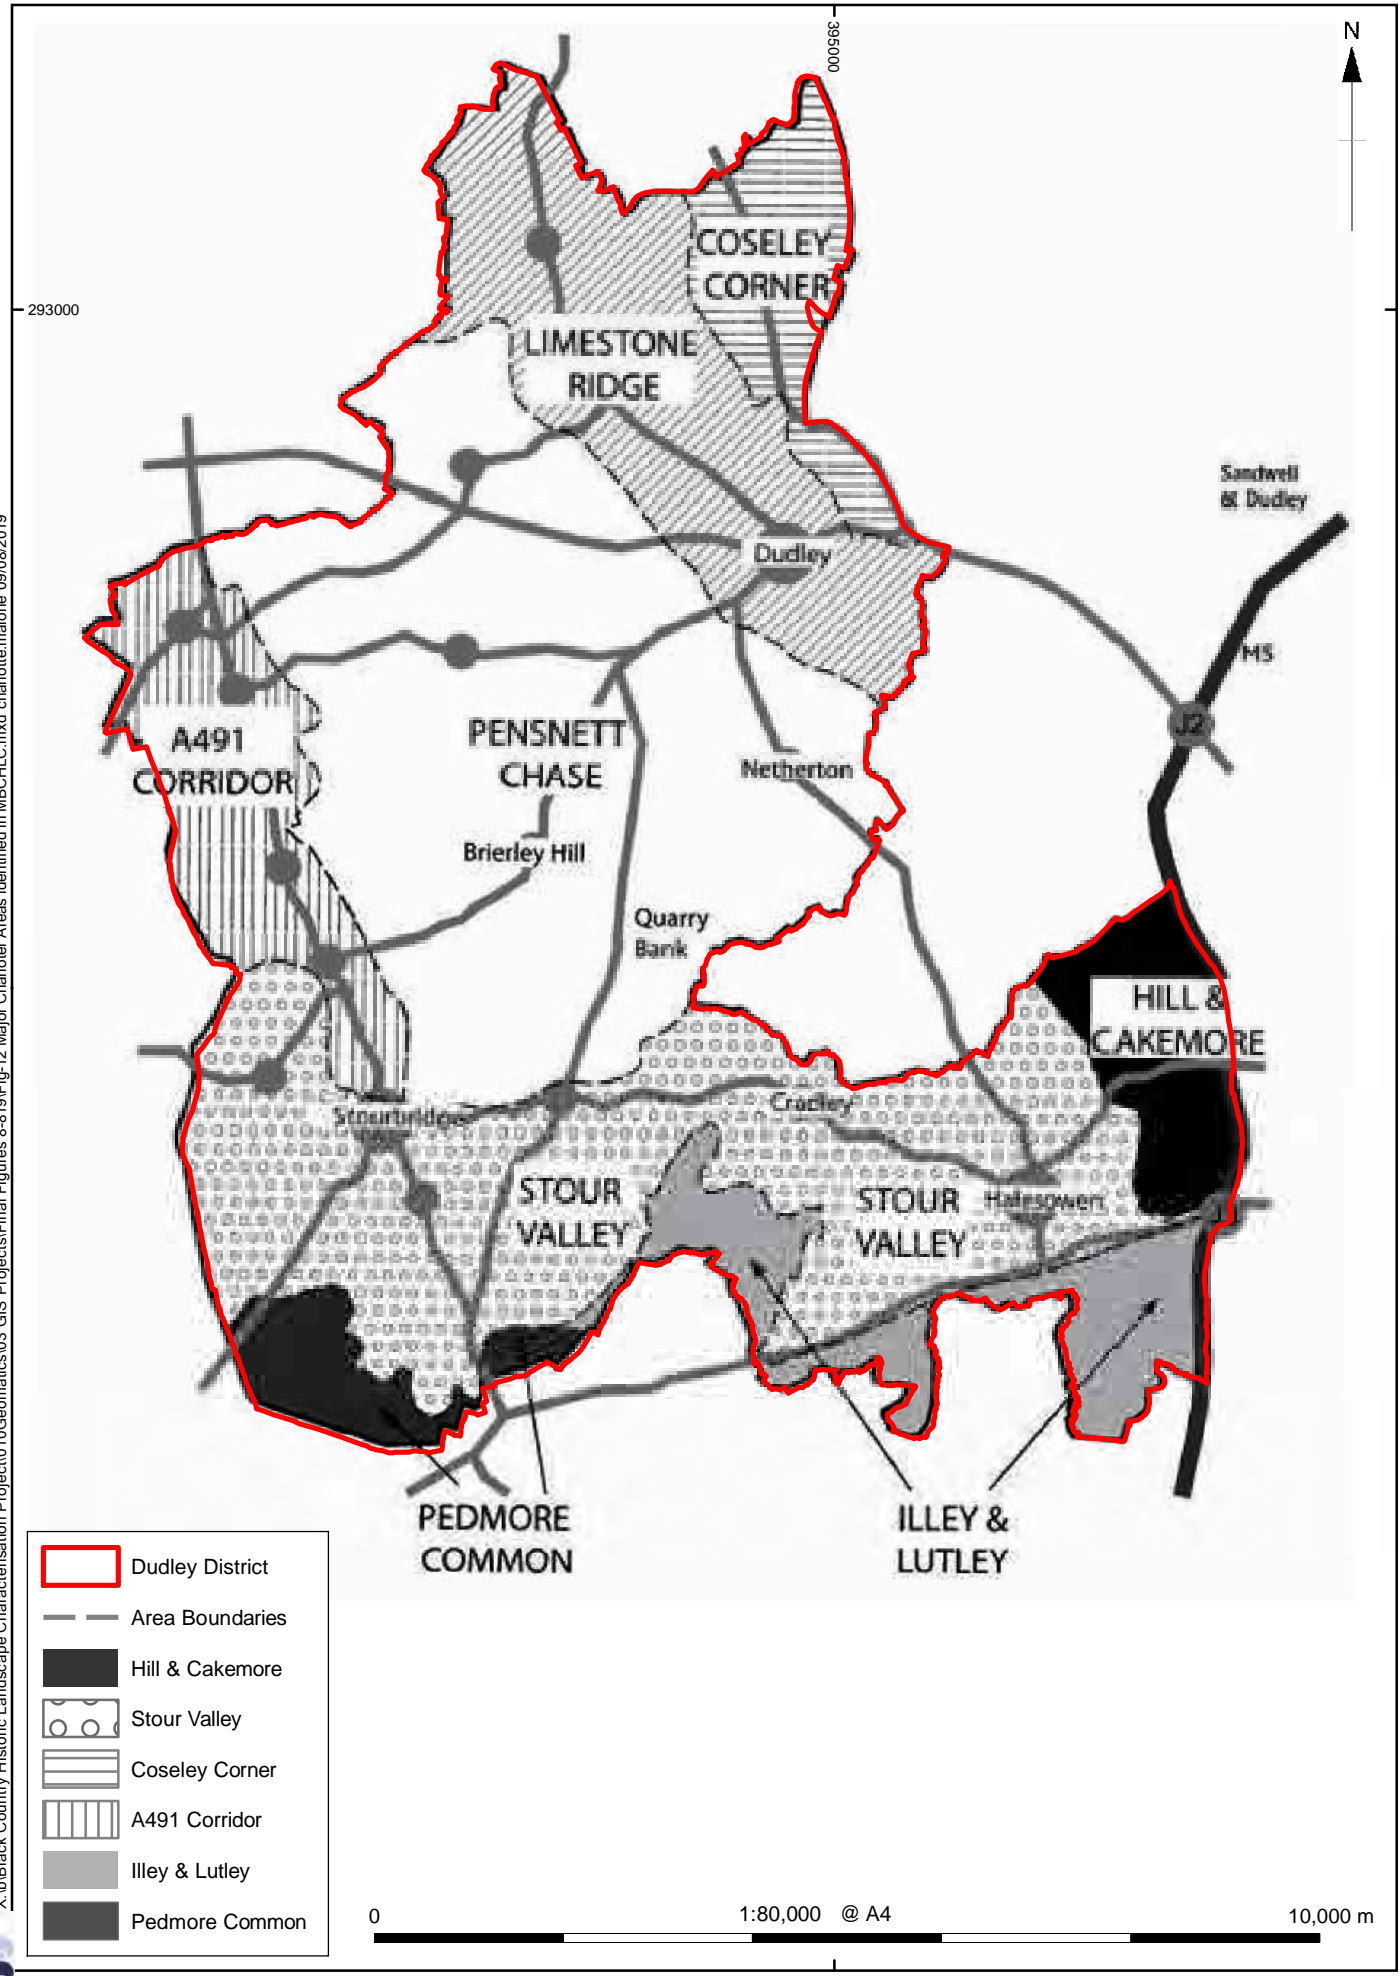 395000
N
293000
COSELEY
CORNER
LIMESTONE
RIDGE
Sandwell
& Dudley
Dudley
M5
J2
A491
CORRIDOR
PENSNETT
CHASE
Netherton
Brierley Hill
Quarry
Bank
HILL &
CAKEMORE
Stourbridge
Cradley
STOUR
VALLEY
STOUR
VALLEY
Halesowen
PEDMORE
COMMON
ILLEY &
LUTLEY
Dudley District
Area Boundaries
Hill & Cakemore
Stour Valley
Coseley Corner
A491 Corridor
Illey & Lutley
Pedmore Common
0
1:80,000 @ A4
10,000 m